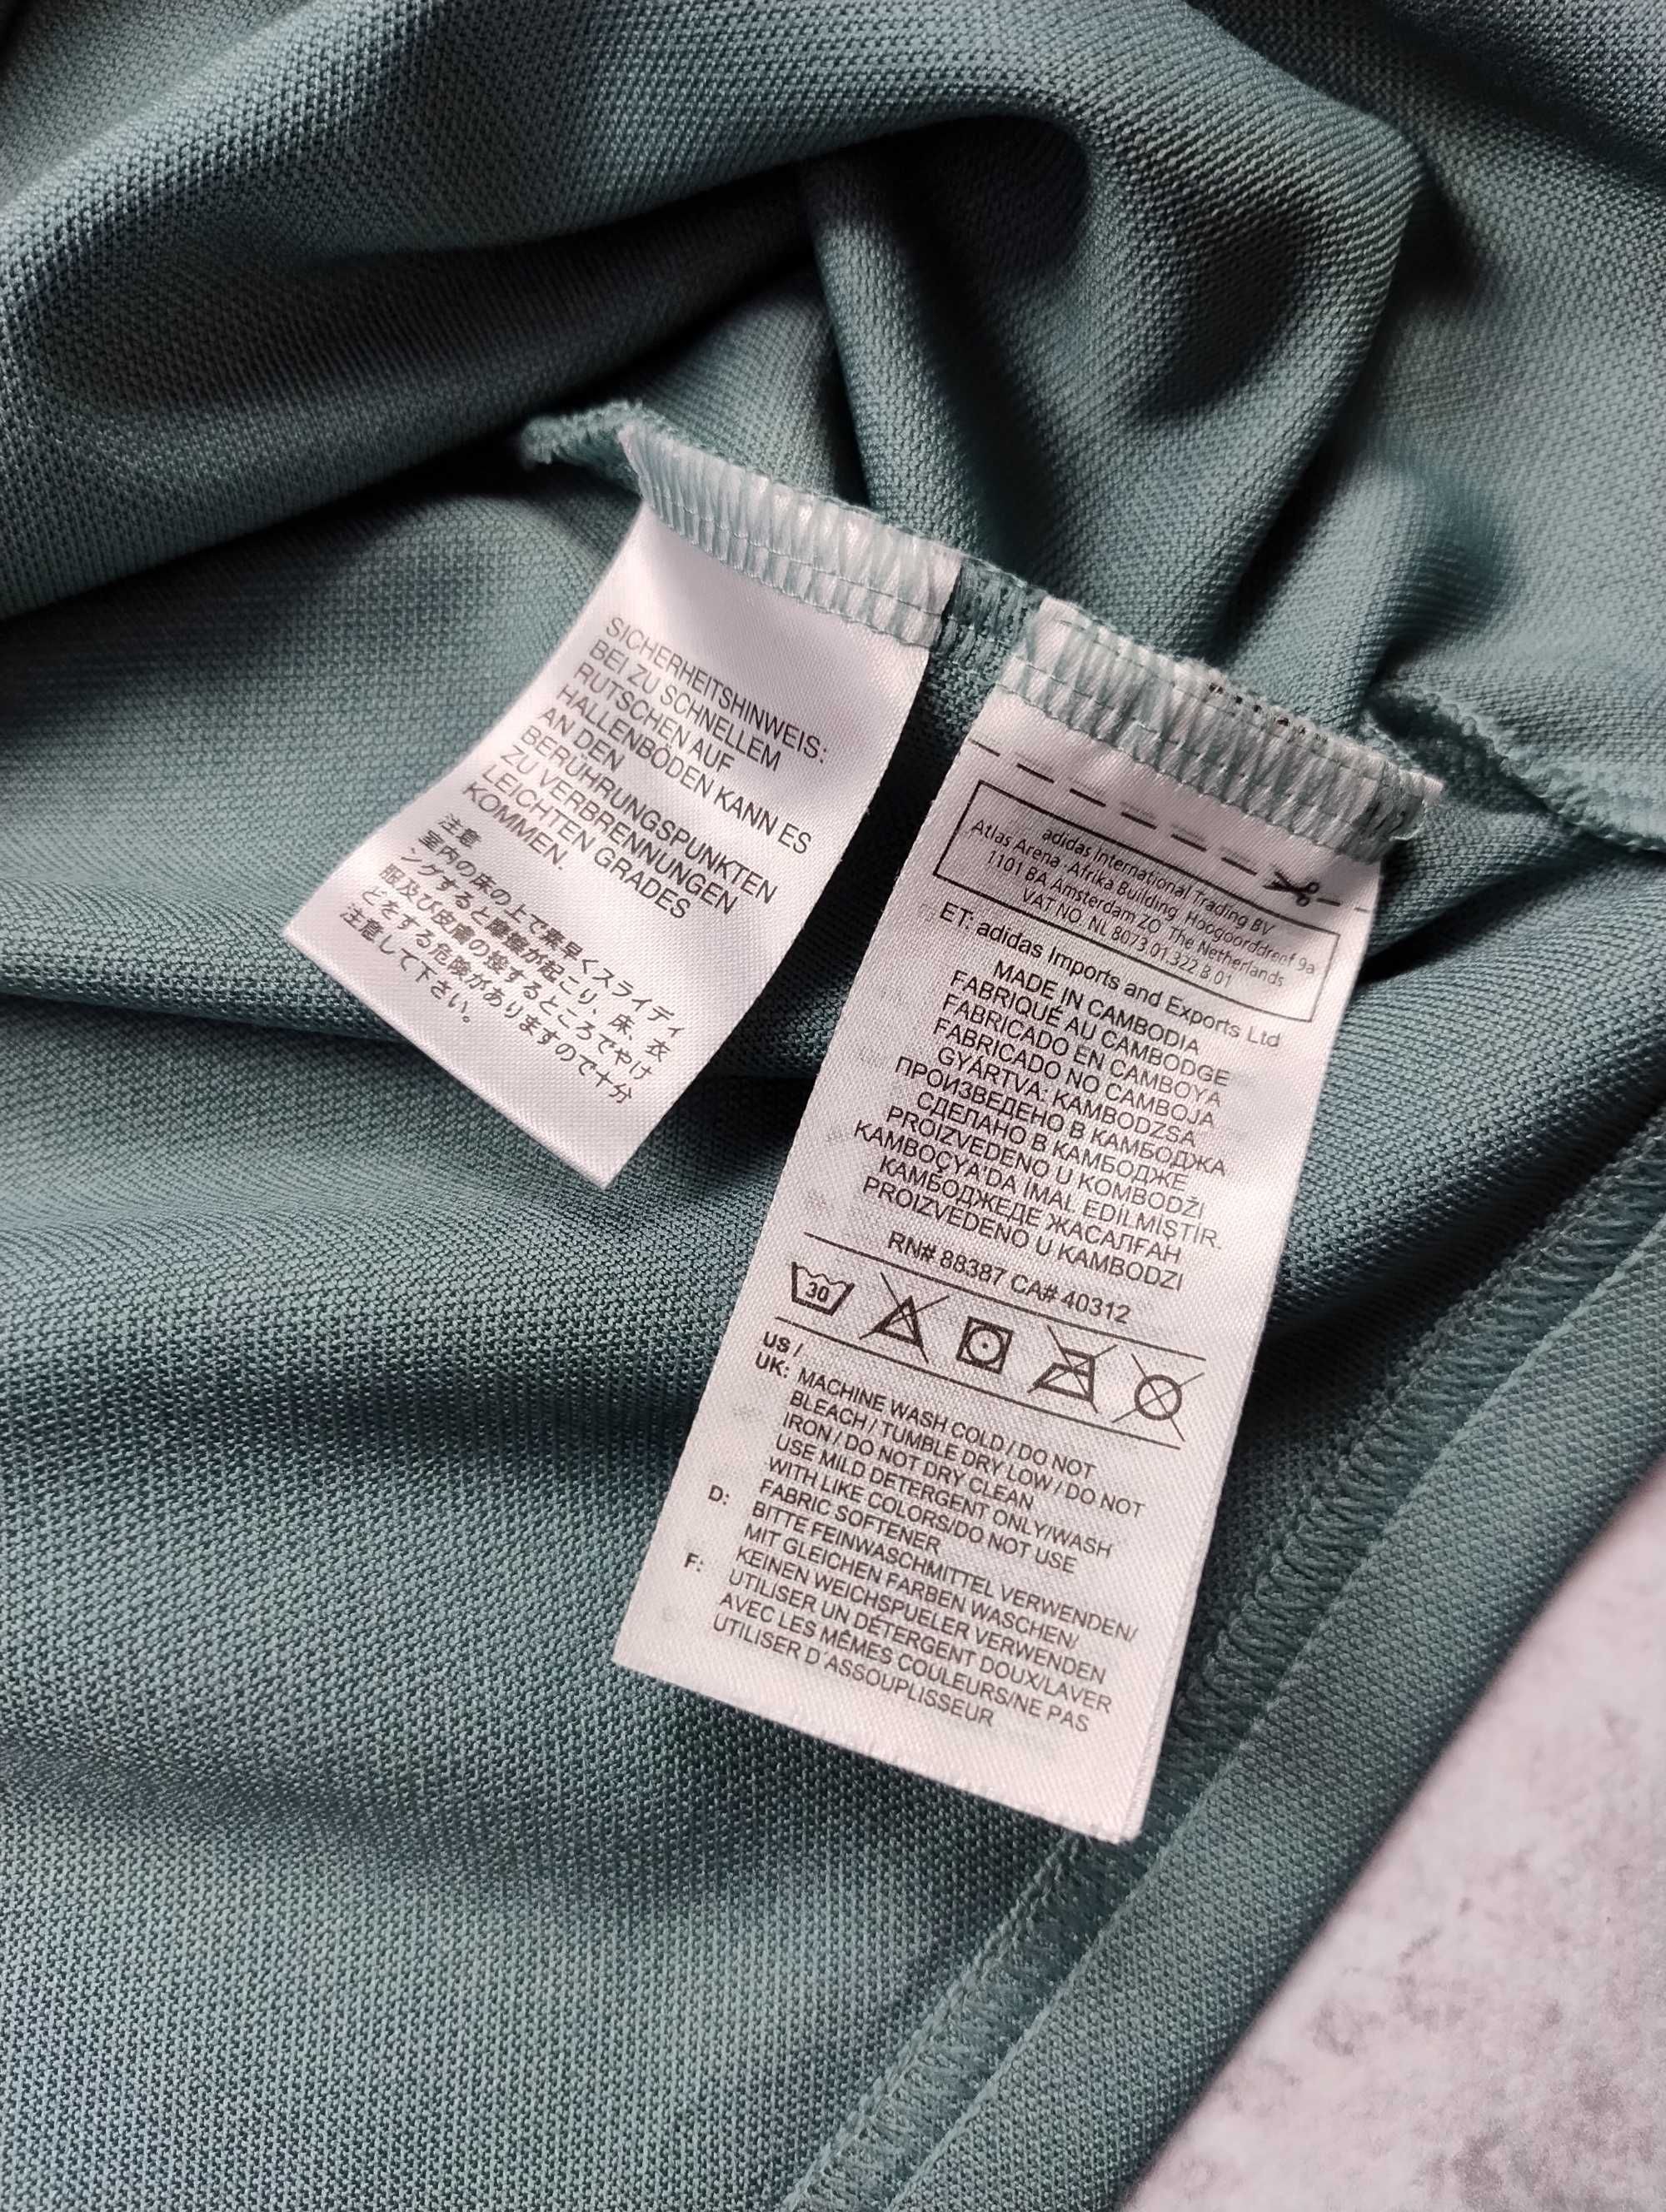 SICHERHEITSHINWEIS:
BEI ZU SCHNELLEM
RUTSCHEN AUF
HALLENBÖDEN KANN ES
AN DEN
BERÜHRUNGSPUNKTEN
ZU VERBRENNUNGEN
LEICHTEN GRADES
KOMMEN.
注意
室内の床の上で素早くスライディ
ングすると摩擦が起こり、床、衣
服及び皮膚の接するところでやけ
どをする危険がありますので十分
注意して下さい。
adidas International Trading BV
Atlas Arena · Afrika Building, Hoogoorddreef 9a
1101 BA Amsterdam ZO The Netherlands
VAT NO. NL 8073.01.322 B 01
ET: adidas Imports and Exports Ltd
MADE IN CAMBODIA
FABRIQUÉ AU CAMBODGE
FABRICADO EN CAMBOYA
FABRICADO NO CAMBOJA
GYÁRTVA: KAMBODZSA
ПРОИЗВЕДЕНО В КАМБОДЖА
СДЕЛАНО В КАМБОДЖЕ
PROIZVEDENO U KOMBODŽI
KAMBOÇYA'DA IMAL EDILMIŞTIR.
КАМБОДЖЕДЕ ЖАСАЛҒАН
PROIZVEDENO U KAMBODZI
RN# 88387 CA# 40312
30
US /
UK: MACHINE WASH COLD / DO NOT
BLEACH / TUMBLE DRY LOW / DO NOT
IRON / DO NOT DRY CLEAN
USE MILD DETERGENT ONLY/WASH
WITH LIKE COLORS/DO NOT USE
FABRIC SOFTENER
D: BITTE FEINWASCHMITTEL VERWENDEN/
MIT GLEICHEN FARBEN WASCHEN/
KEINEN WEICHSPUELER VERWENDEN
F: UTILISER UN DÉTERGENT DOUX/LAVER
AVEC LES MÊMES COULEURS/NE PAS
UTILISER D'ASSOUPLISSEUR